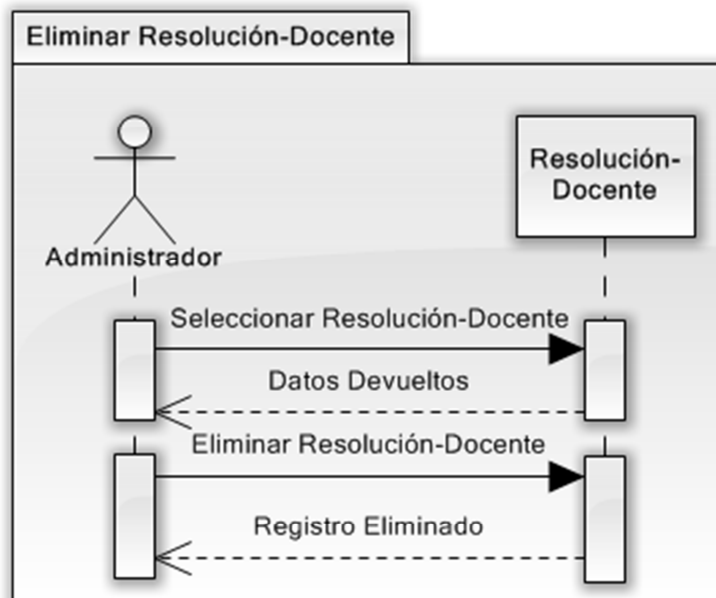 Eliminar Resolución-Docente
Resolución-
Docente
Administrador
Seleccionar Resolución-Docente
Datos Devueltos
Eliminar Resolución-Docente
Registro Eliminado